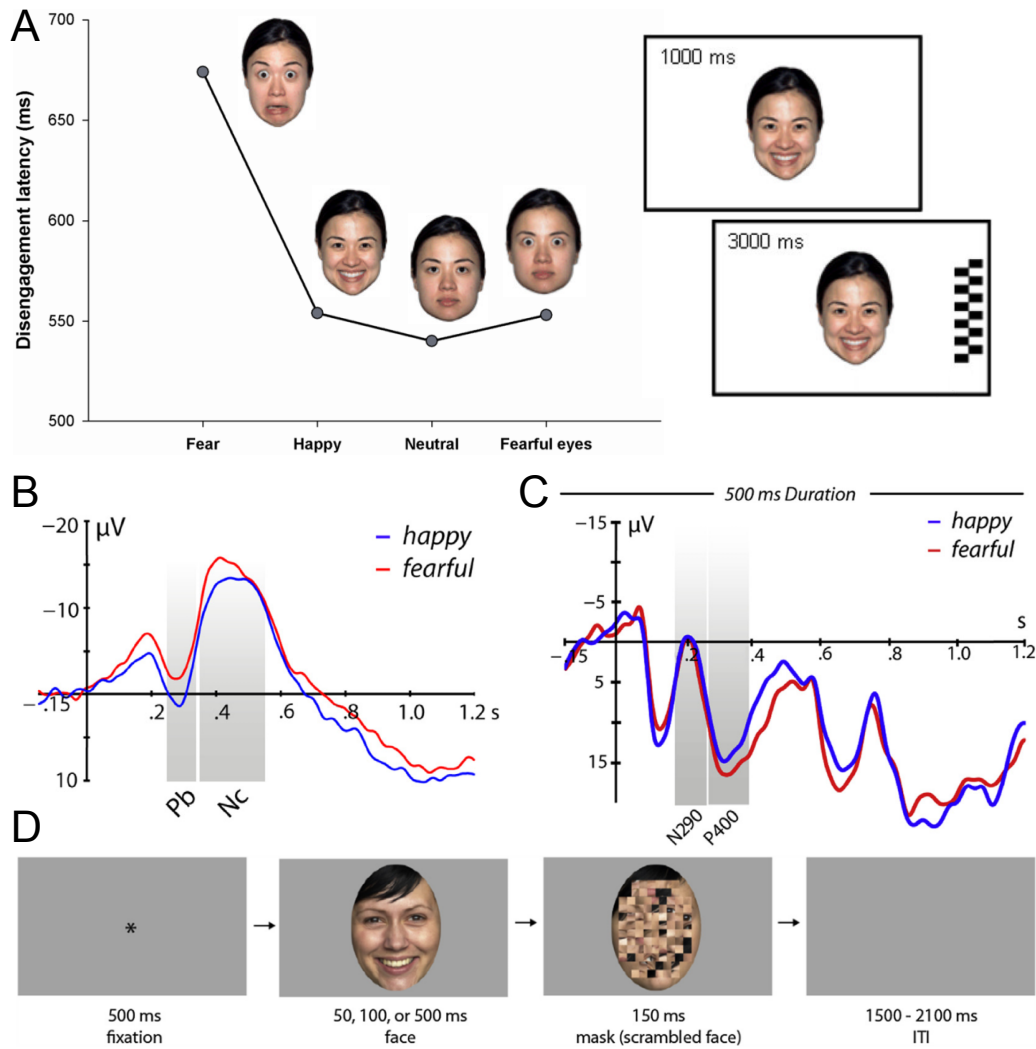 A
700
650
600
550
500
Disengagement latency (ms)
Fear
Happy
Neutral
Fearful eyes
1000 ms
3000 ms
B
−20
μV
−10
10
−.15
.2
.4
.6
.8
1.0
1.2 s
happy
fearful
Pb
Nc
C
500 ms Duration
−15
μV
−5
5
15
−.15
.2
.4
.6
.8
1.0
1.2
s
happy
fearful
N290
P400
D
*
500 ms
fixation
50, 100, or 500 ms
face
150 ms
mask (scrambled face)
1500 - 2100 ms
ITI